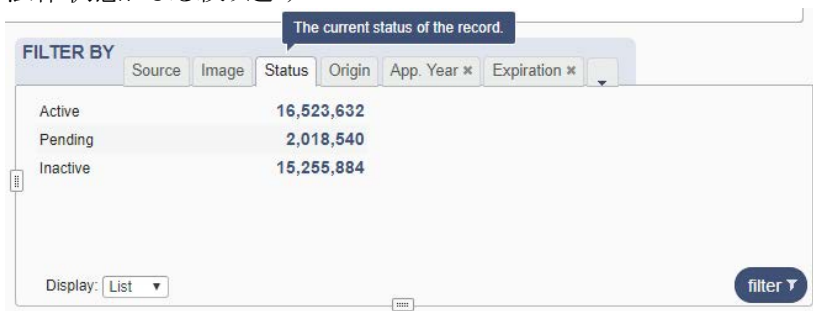 The current status of the record.
FILTER BY
Source Image Status Origin App. Year × Expiration ×
Active 16,523,632
Pending 2,018,540
Inactive 15,255,884
Display: List
filter